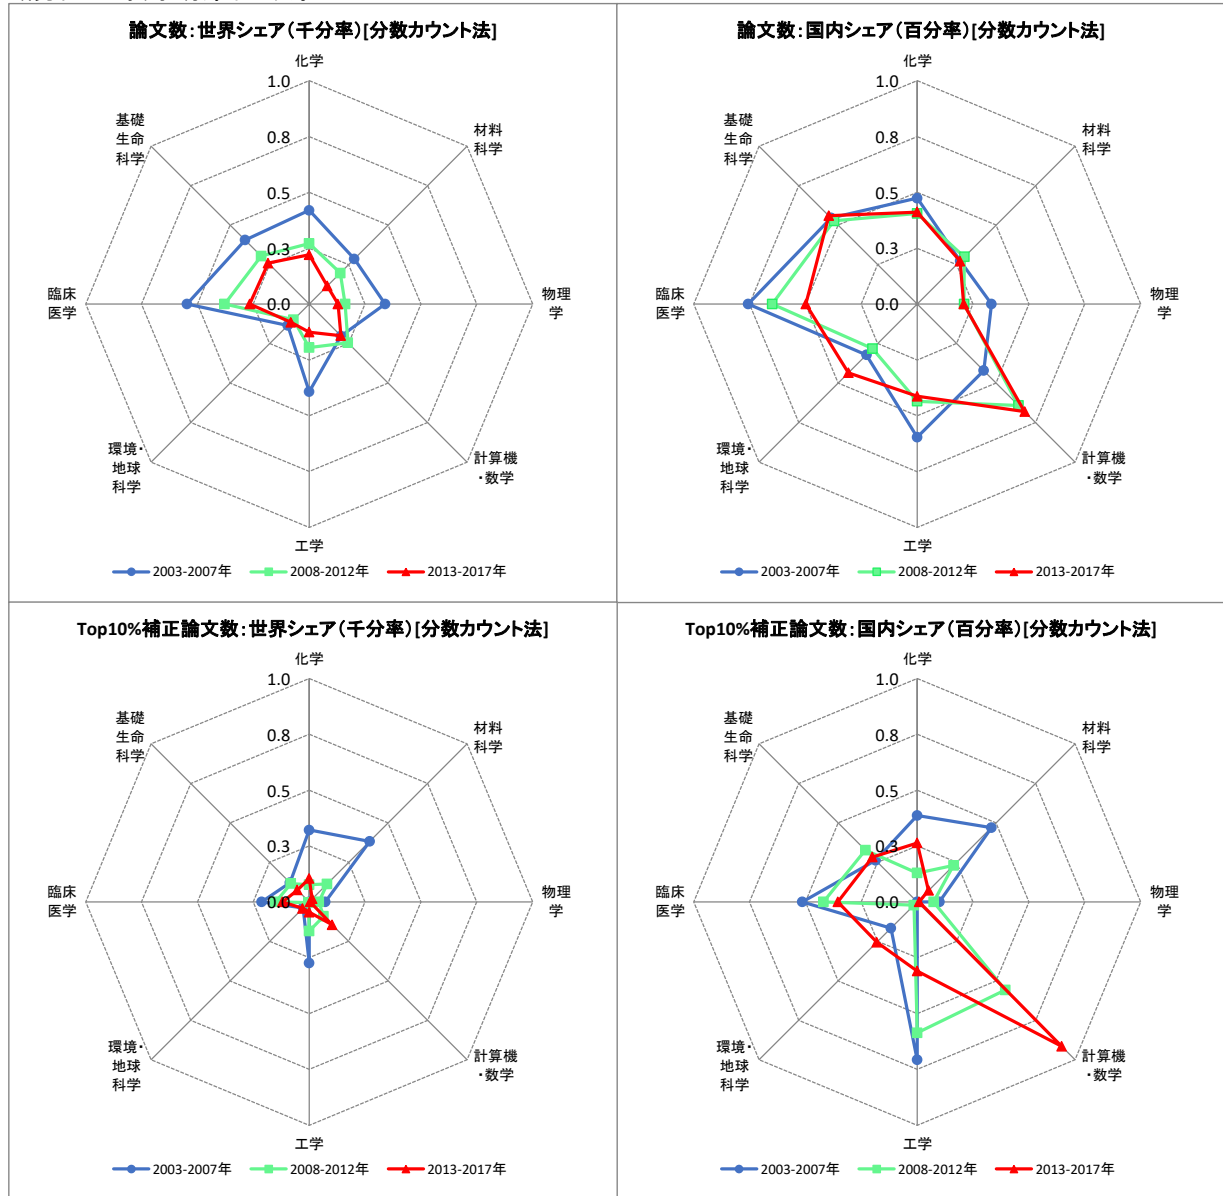 論文数：世界シェア（千分率）[分数カウント法]
化学
1.0
0.8
0.5
0.3
0.0
材料
科学
物理
学
計算機
・数学
工学
環境・
地球
科学
臨床
医学
基礎
生命
科学
2003-2007年 2008-2012年 2013-2017年
論文数：国内シェア（百分率）[分数カウント法]
化学
1.0
0.8
0.5
0.3
0.0
材料
科学
物理
学
計算機
・数学
工学
環境・
地球
科学
臨床
医学
基礎
生命
科学
2003-2007年 2008-2012年 2013-2017年
Top10%補正論文数：世界シェア（千分率）[分数カウント法]
化学
1.0
0.8
0.5
0.3
0.0
材料
科学
物理
学
計算機
・数学
工学
環境・
地球
科学
臨床
医学
基礎
生命
科学
2003-2007年 2008-2012年 2013-2017年
Top10%補正論文数：国内シェア（百分率）[分数カウント法]
化学
1.0
0.8
0.5
0.3
0.0
材料
科学
物理
学
計算機
・数学
工学
環境・
地球
科学
臨床
医学
基礎
生命
科学
2003-2007年 2008-2012年 2013-2017年